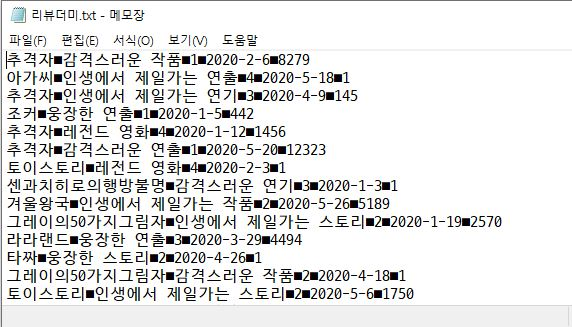 리뷰더미.txt - 메모장
파일(F) 편집(E) 서식(O) 보기(V) 도움말
추격자■감격스러운 작품■1■2020-2-6■8279
아가씨■인생에서 제일가는 연출■4■2020-5-18■1
추격자■인생에서 제일가는 연기■3■2020-4-9■145
조커■웅장한 연출■1■2020-1-5■442
추격자■레전드 영화■4■2020-1-12■1456
추격자■감격스러운 연출■1■2020-5-20■12323
토이스토리■레전드 영화■4■2020-2-3■1
센과치히로의행방불명■감격스러운 연기■3■2020-1-3■1
겨울왕국■인생에서 제일가는 작품■2■2020-5-26■5189
그레이의50가지그림자■인생에서 제일가는 스토리■2■2020-1-19■2570
라라랜드■웅장한 연출■3■2020-3-29■4494
타짜■웅장한 스토리■2■2020-4-26■1
그레이의50가지그림자■감격스러운 작품■2■2020-4-18■1
토이스토리■인생에서 제일가는 스토리■2■2020-5-6■1750